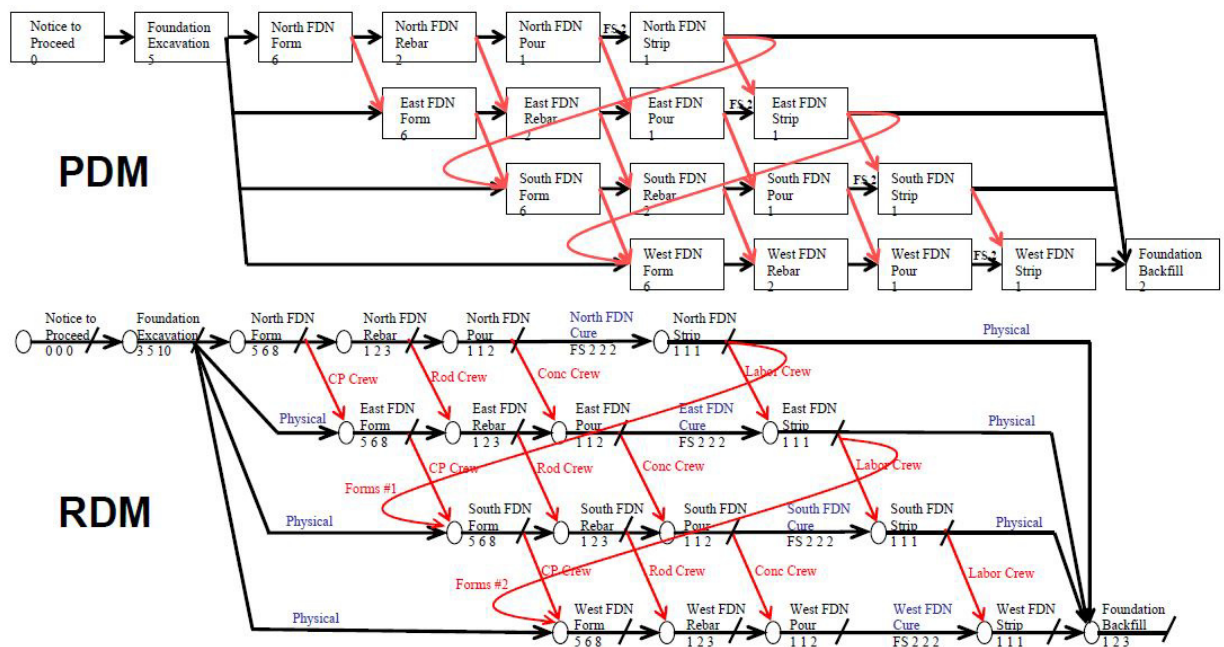 Notice to
Proceed
0
Foundation
Excavation
5
North FDN
Form
6
North FDN
Rebar
2
North FDN
Pour
1
FS 2
North FDN
Strip
1
East FDN
Form
6
East FDN
Rebar
2
East FDN
Pour
1
FS 2
East FDN
Strip
1
PDM
South FDN
Form
6
South FDN
Rebar
2
South FDN
Pour
1
FS 2
South FDN
Strip
1
West FDN
Form
6
West FDN
Rebar
2
West FDN
Pour
1
FS 2
West FDN
Strip
1
Foundation
Backfill
2
Notice to
Proceed
0 0 0
Foundation
Excavation
3 5 10
North FDN
Form
5 6 8
North FDN
Rebar
1 2 3
North FDN
Pour
1 1 2
North FDN
Cure
FS 2 2 2
North FDN
Strip
1 1 1
Physical
CP Crew
Rod Crew
Conc Crew
Labor Crew
Physical
East FDN
Form
5 6 8
East FDN
Rebar
1 2 3
East FDN
Pour
1 1 2
East FDN
Cure
FS 2 2 2
East FDN
Strip
1 1 1
Physical
CP Crew
Rod Crew
Conc Crew
Labor Crew
Forms #1
RDM
Physical
South FDN
Form
5 6 8
South FDN
Rebar
1 2 3
South FDN
Pour
1 1 2
South FDN
Cure
FS 2 2 2
South FDN
Strip
1 1 1
Physical
CP Crew
Rod Crew
Conc Crew
Labor Crew
Forms #2
Physical
West FDN
Form
5 6 8
West FDN
Rebar
1 2 3
West FDN
Pour
1 1 2
West FDN
Cure
FS 2 2 2
West FDN
Strip
1 1 1
Foundation
Backfill
1 2 3